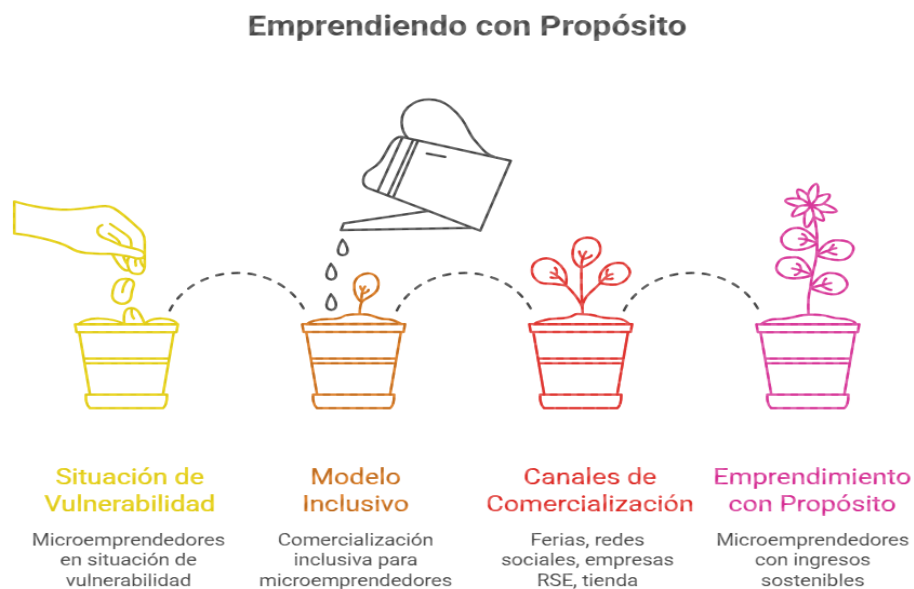 Emprendiendo con Propósito
Situación de
Vulnerabilidad
Microemprendedores
en situación de
vulnerabilidad
Modelo
Inclusivo
Comercialización
inclusiva para
microemprendedores
Canales de
Comercialización
Ferias, redes
sociales, empresas
RSE, tienda
Emprendimiento
con Propósito
Microemprendedores
con ingresos
sostenibles